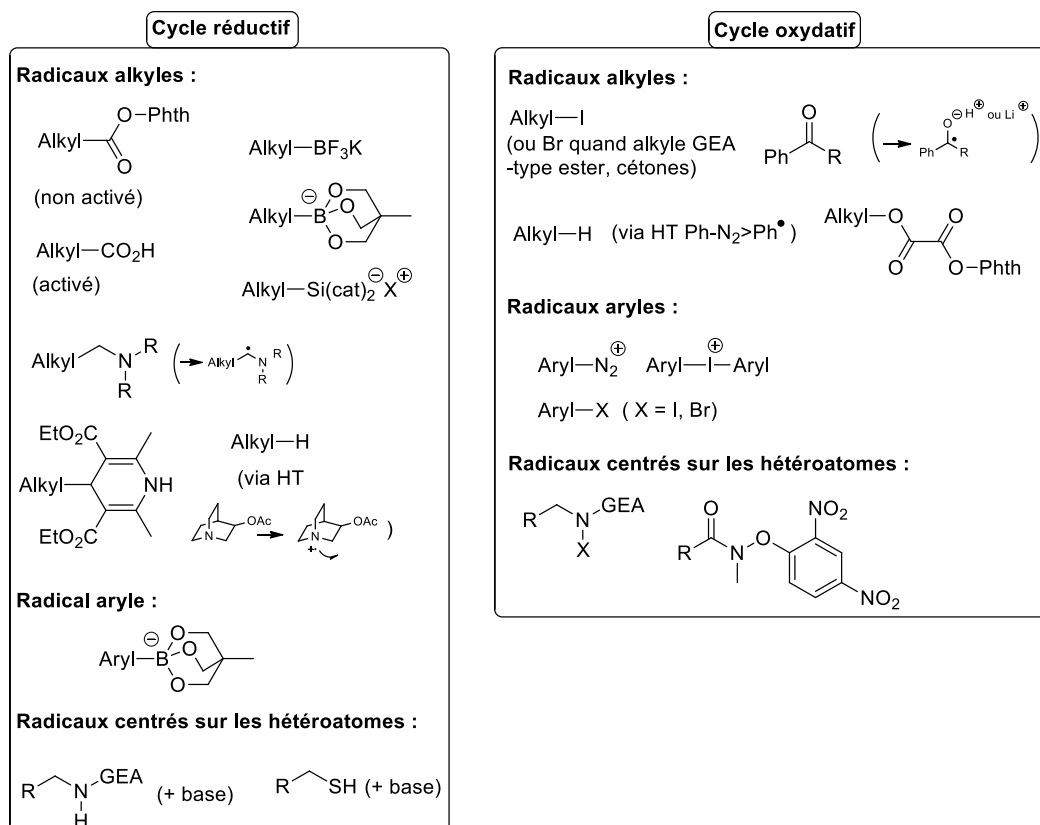 Cycle réductif
Radicaux alkyles :
O–Phth
Alkyl
O
(non activé)
Alkyl–BF3K
Alkyl–CO2H
(activé)
⊖
Alkyl–B
O
O
O
Alkyl–Si(cat)2⊖ X⊕
Alkyl
N
R
R
( → Alkyl
•
N
R
R
)
EtO2C
Alkyl
NH
EtO2C
Alkyl–H
(via HT
N
OAc
→
N
+
OAc
)
Radical aryle :
⊖
Aryl–B
O
O
O
Radicaux centrés sur les hétéroatomes :
R
N
H
GEA
(+ base)
R
SH (+ base)
Cycle oxydatif
Radicaux alkyles :
Alkyl–I
(ou Br quand alkyle GEA
-type ester, cétones)
O
Ph
R
( →
O⊖ H⊕ ou Li⊕
Ph
•
R
)
Alkyl–H (via HT Ph-N2>Ph•)
Alkyl–O
O
O
O–Phth
Radicaux aryles :
Aryl–N2⊕
Aryl–I⊕–Aryl
Aryl–X ( X = I, Br)
Radicaux centrés sur les hétéroatomes :
R
N
X
GEA
O
R
N
O
NO2
NO2